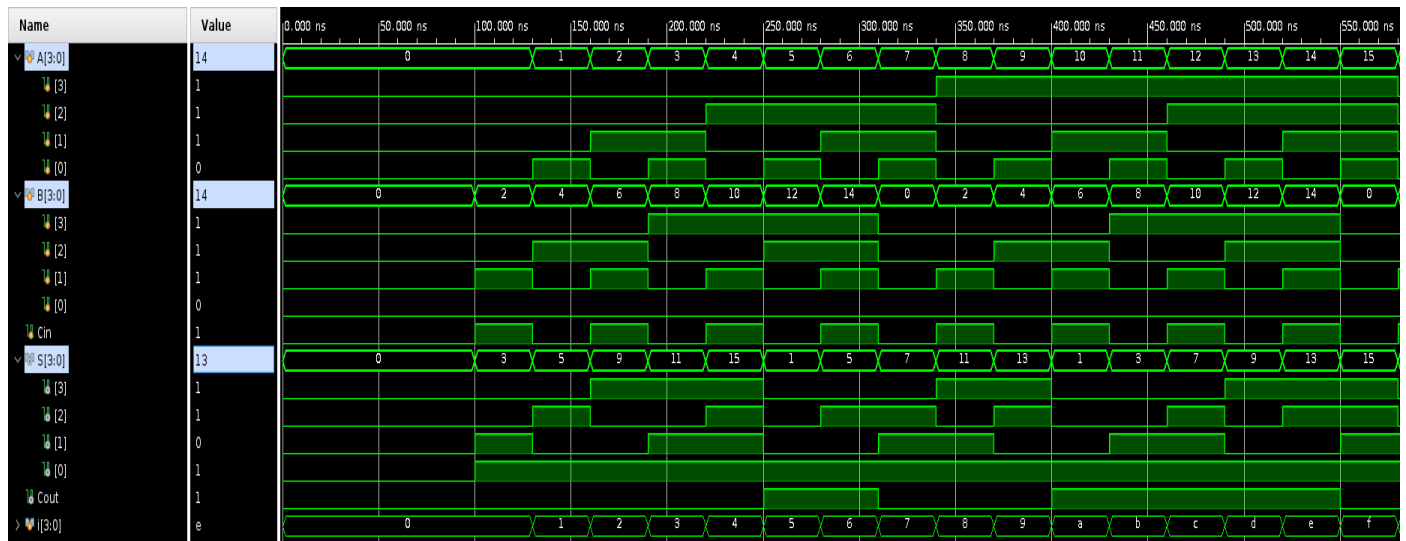 Name Value 0.000 ns 50.000 ns 100.000 ns 150.000 ns 200.000 ns 250.000 ns 300.000 ns 350.000 ns 400.000 ns 450.000 ns 500.000 ns 550.000 ns
A[3:0] 14 0 1 2 3 4 5 6 7 8 9 10 11 12 13 14 15
[3] 1
[2] 1
[1] 1
[0] 0
B[3:0] 14 0 2 4 6 8 10 12 14 0 2 4 6 8 10 12 14 0
[3] 1
[2] 1
[1] 1
[0] 0
Cin 1
S[3:0] 13 0 3 5 9 11 15 1 5 7 11 13 1 3 7 9 13 15
[3] 1
[2] 1
[1] 0
[0] 1
Cout 1
i[3:0] e 0 1 2 3 4 5 6 7 8 9 a b c d e f